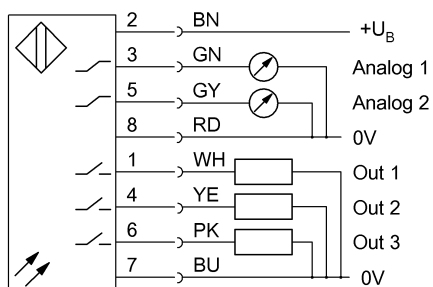 2 BN +UB
3 GN Analog 1
5 GY Analog 2
8 RD 0V
1 WH Out 1
4 YE Out 2
6 PK Out 3
7 BU 0V